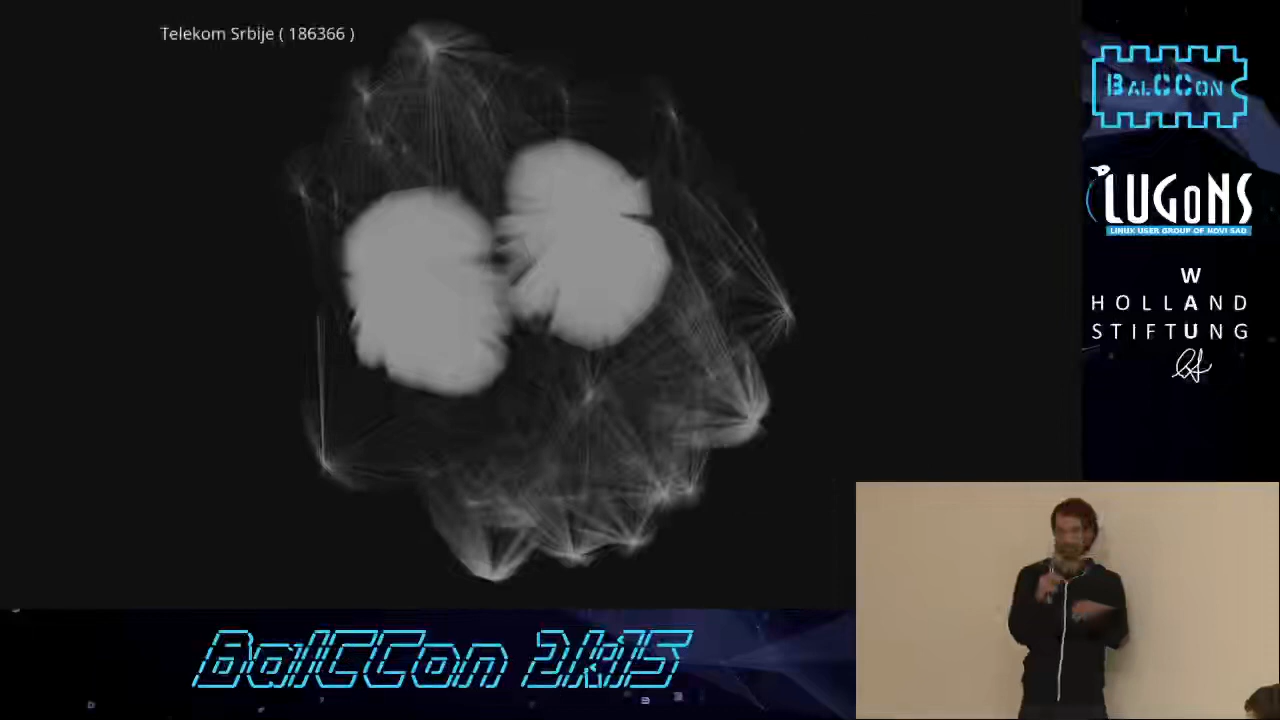 Telekom Srbije ( 186366 )
BALCCON
LUGoNS
LINUX USER GROUP OF NOVI SAD
W
HOLLAND
STIFTUNG
BalCCon 2k15